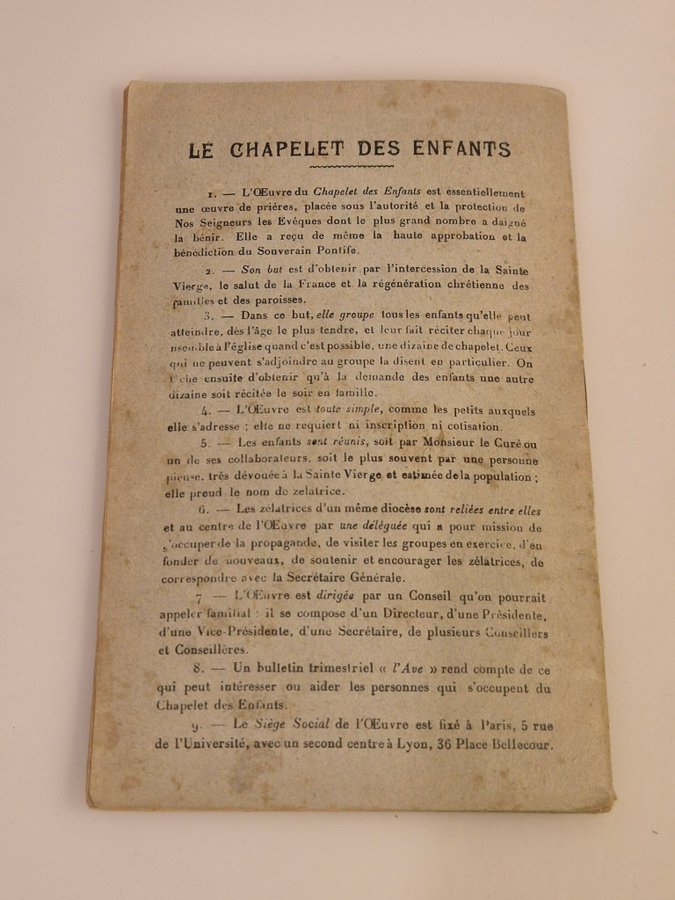 LE CHAPELET DES ENFANTS
1. — L'Œuvre du Chapelet des Enfants est essentiellement
une œuvre de prières, placée sous l'autorité et la protection de
Nos Seigneurs les Evêques dont le plus grand nombre a daigné
la bénir. Elle a reçu de même la haute approbation et la
bénédiction du Souverain Pontife.
2. — Son but est d'obtenir par l'intercession de la Sainte
Vierge, le salut de la France et la régénération chrétienne des
familles et des paroisses.
3. — Dans ce but, elle groupe tous les enfants qu'elle peut
atteindre, dès l'âge le plus tendre, et leur fait réciter chaque jour
nsemble à l'église quand c'est possible, une dizaine de chapelet. Ceux
qui ne peuvent s'adjoindre au groupe la disent en particulier. On
ensuite d'obtenir qu'à la demande des enfants une autre
dizaine soit récitée le soir en famille.
4. — L'Œuvre est toute simple, comme les petits auxquels
elle s'adresse ; elle ne requiert ni inscription ni cotisation.
5. — Les enfants sont réunis, soit par Monsieur le Curé ou
un de ses collaborateurs, soit le plus souvent par une personne
pieuse, très dévouée à la Sainte Vierge et estimée de la population ;
elle prend le nom de zélatrice.
6. — Les zélatrices d'un même diocèse sont reliées entre elles
et au centre de l'Œuvre par une déléguée qui a pour mission de
s'occuper de la propagande, de visiter les groupes en exercice, d'en
fonder de nouveaux, de soutenir et encourager les zélatrices, de
correspondre avec la Secrétaire Générale.
7 — L'Œuvre est dirigée par un Conseil qu'on pourrait
appeler familial : il se compose d'un Directeur, d'une Présidente,
d'une Vice-Présidente, d'une Secrétaire, de plusieurs Conseillers
et Conseillères.
8. — Un bulletin trimestriel « l'Ave » rend compte de ce
qui peut intéresser ou aider les personnes qui s'occupent du
Chapelet des Enfants.
9. — Le Siège Social de l'Œuvre est fixé à Paris, 5 rue
de l'Université, avec un second centre à Lyon, 36 Place Bellecour.